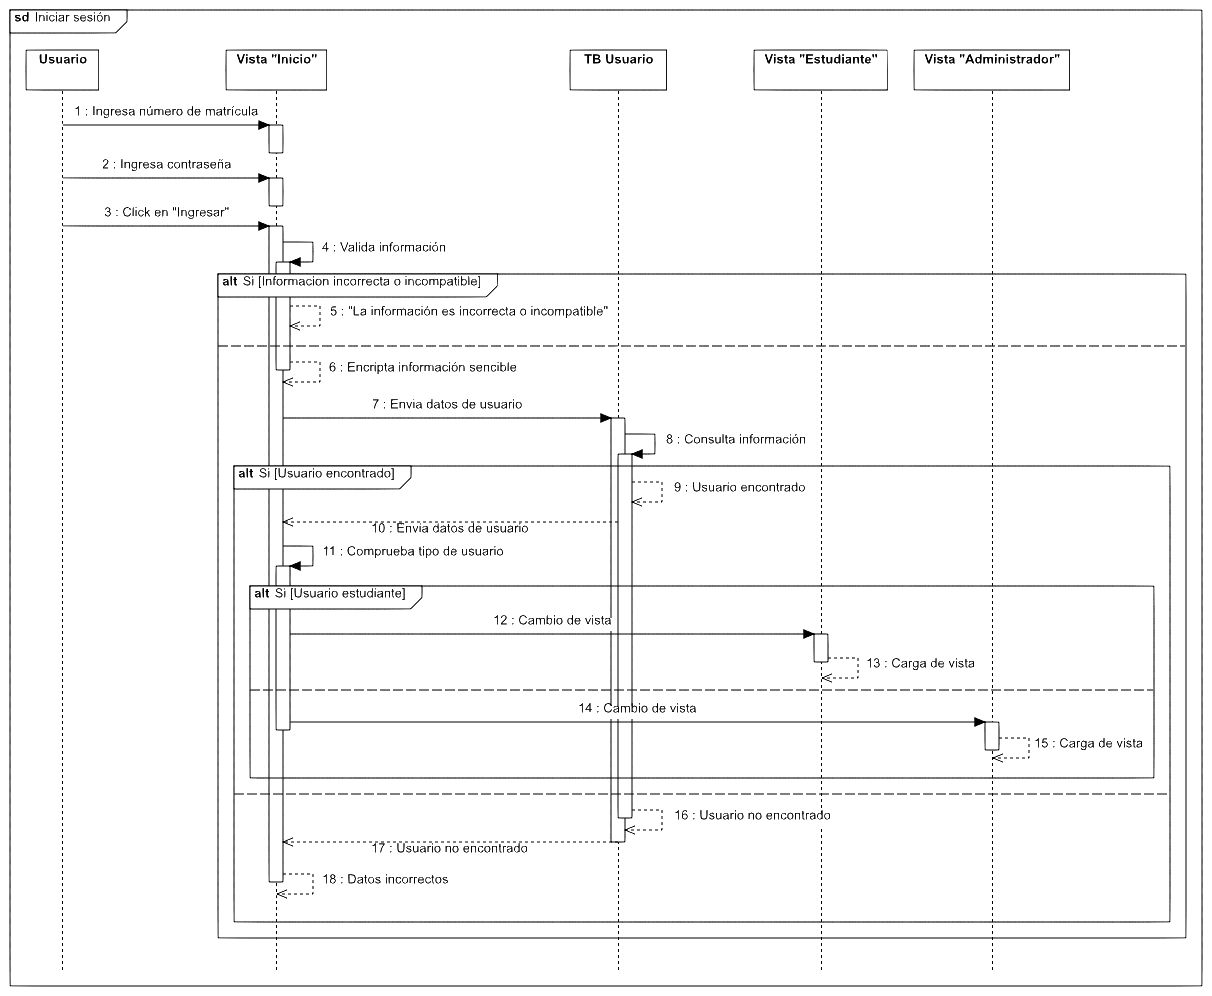 sd Iniciar sesión
Usuario
Vista "Inicio"
TB Usuario
Vista "Estudiante"
Vista "Administrador"
1 : Ingresa número de matrícula
2 : Ingresa contraseña
3 : Click en "Ingresar"
4 : Valida información
alt Si [Informacion incorrecta o incompatible]
5 : "La información es incorrecta o incompatible"
6 : Encripta información sencible
7 : Envia datos de usuario
8 : Consulta información
alt Si [Usuario encontrado]
9 : Usuario encontrado
10 : Envia datos de usuario
11 : Comprueba tipo de usuario
alt Si [Usuario estudiante]
12 : Cambio de vista
13 : Carga de vista
14 : Cambio de vista
15 : Carga de vista
16 : Usuario no encontrado
17 : Usuario no encontrado
18 : Datos incorrectos